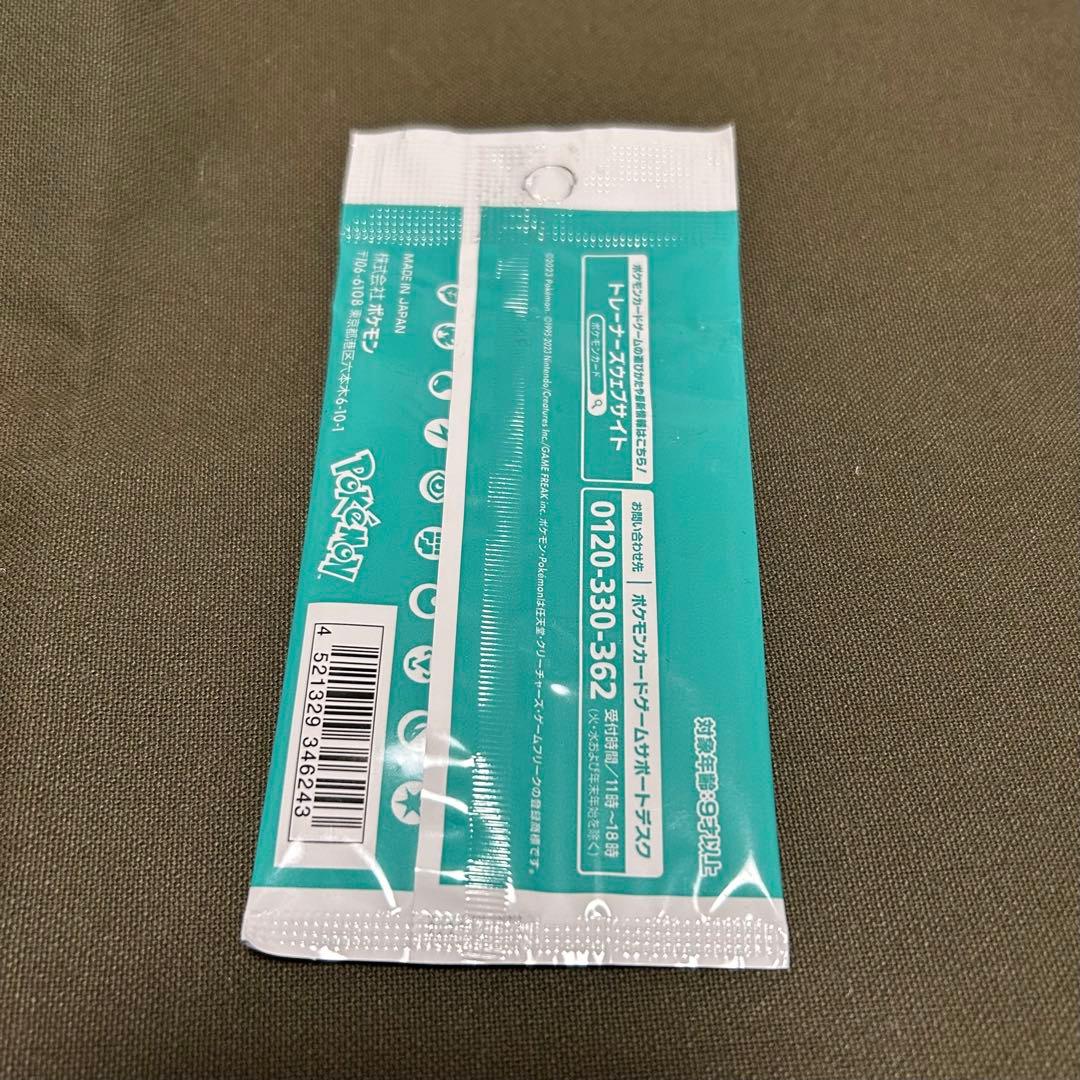 対象年齢：9才以上
ポケモンカードゲームの遊びかたや最新情報はこちら！
トレーナーズウェブサイト
ポケモンカード
お問い合わせ先 ポケモンカードゲームサポートデスク
0120-330-362 受付時間／11時～18時
（火・水および年末年始を除く）
©2023 Pokémon. ©1995-2023 Nintendo/Creatures Inc./GAME FREAK inc. ポケモン・Pokémonは任天堂・クリーチャーズ・ゲームフリークの登録商標です。
MADE IN JAPAN
株式会社 ポケモン
〒106-6108 東京都港区六本木6-10-1
POKéMON
4 521329 346243